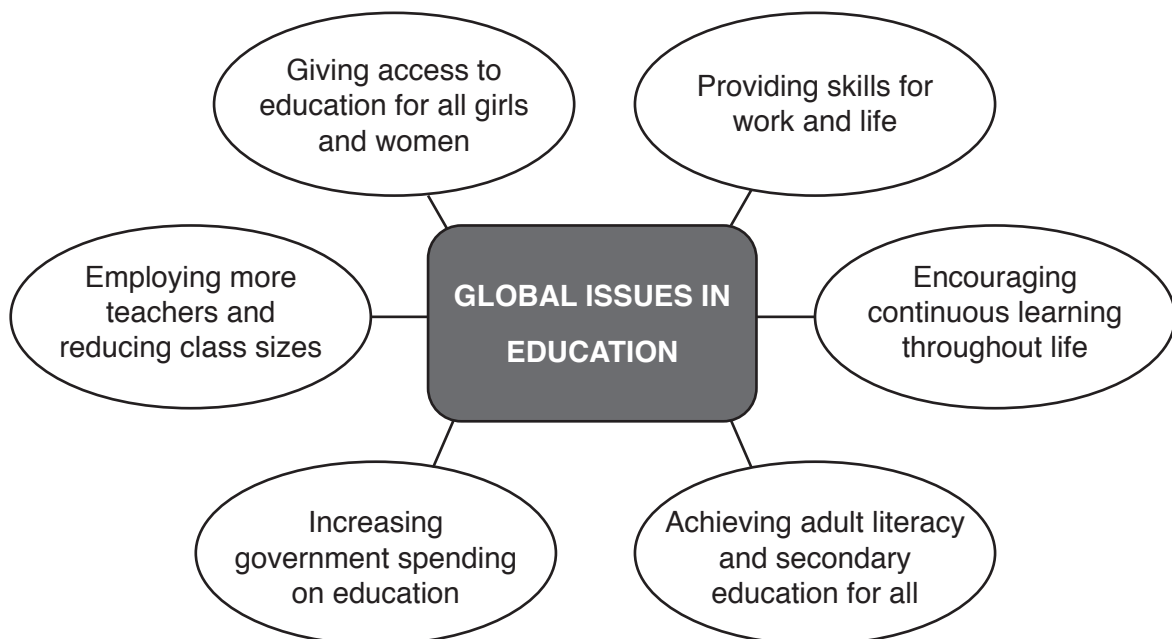 Giving access to
education for all girls
and women
Providing skills for
work and life
Employing more
teachers and
reducing class sizes
GLOBAL ISSUES IN
EDUCATION
Encouraging
continuous learning
throughout life
Increasing
government spending
on education
Achieving adult literacy
and secondary
education for all